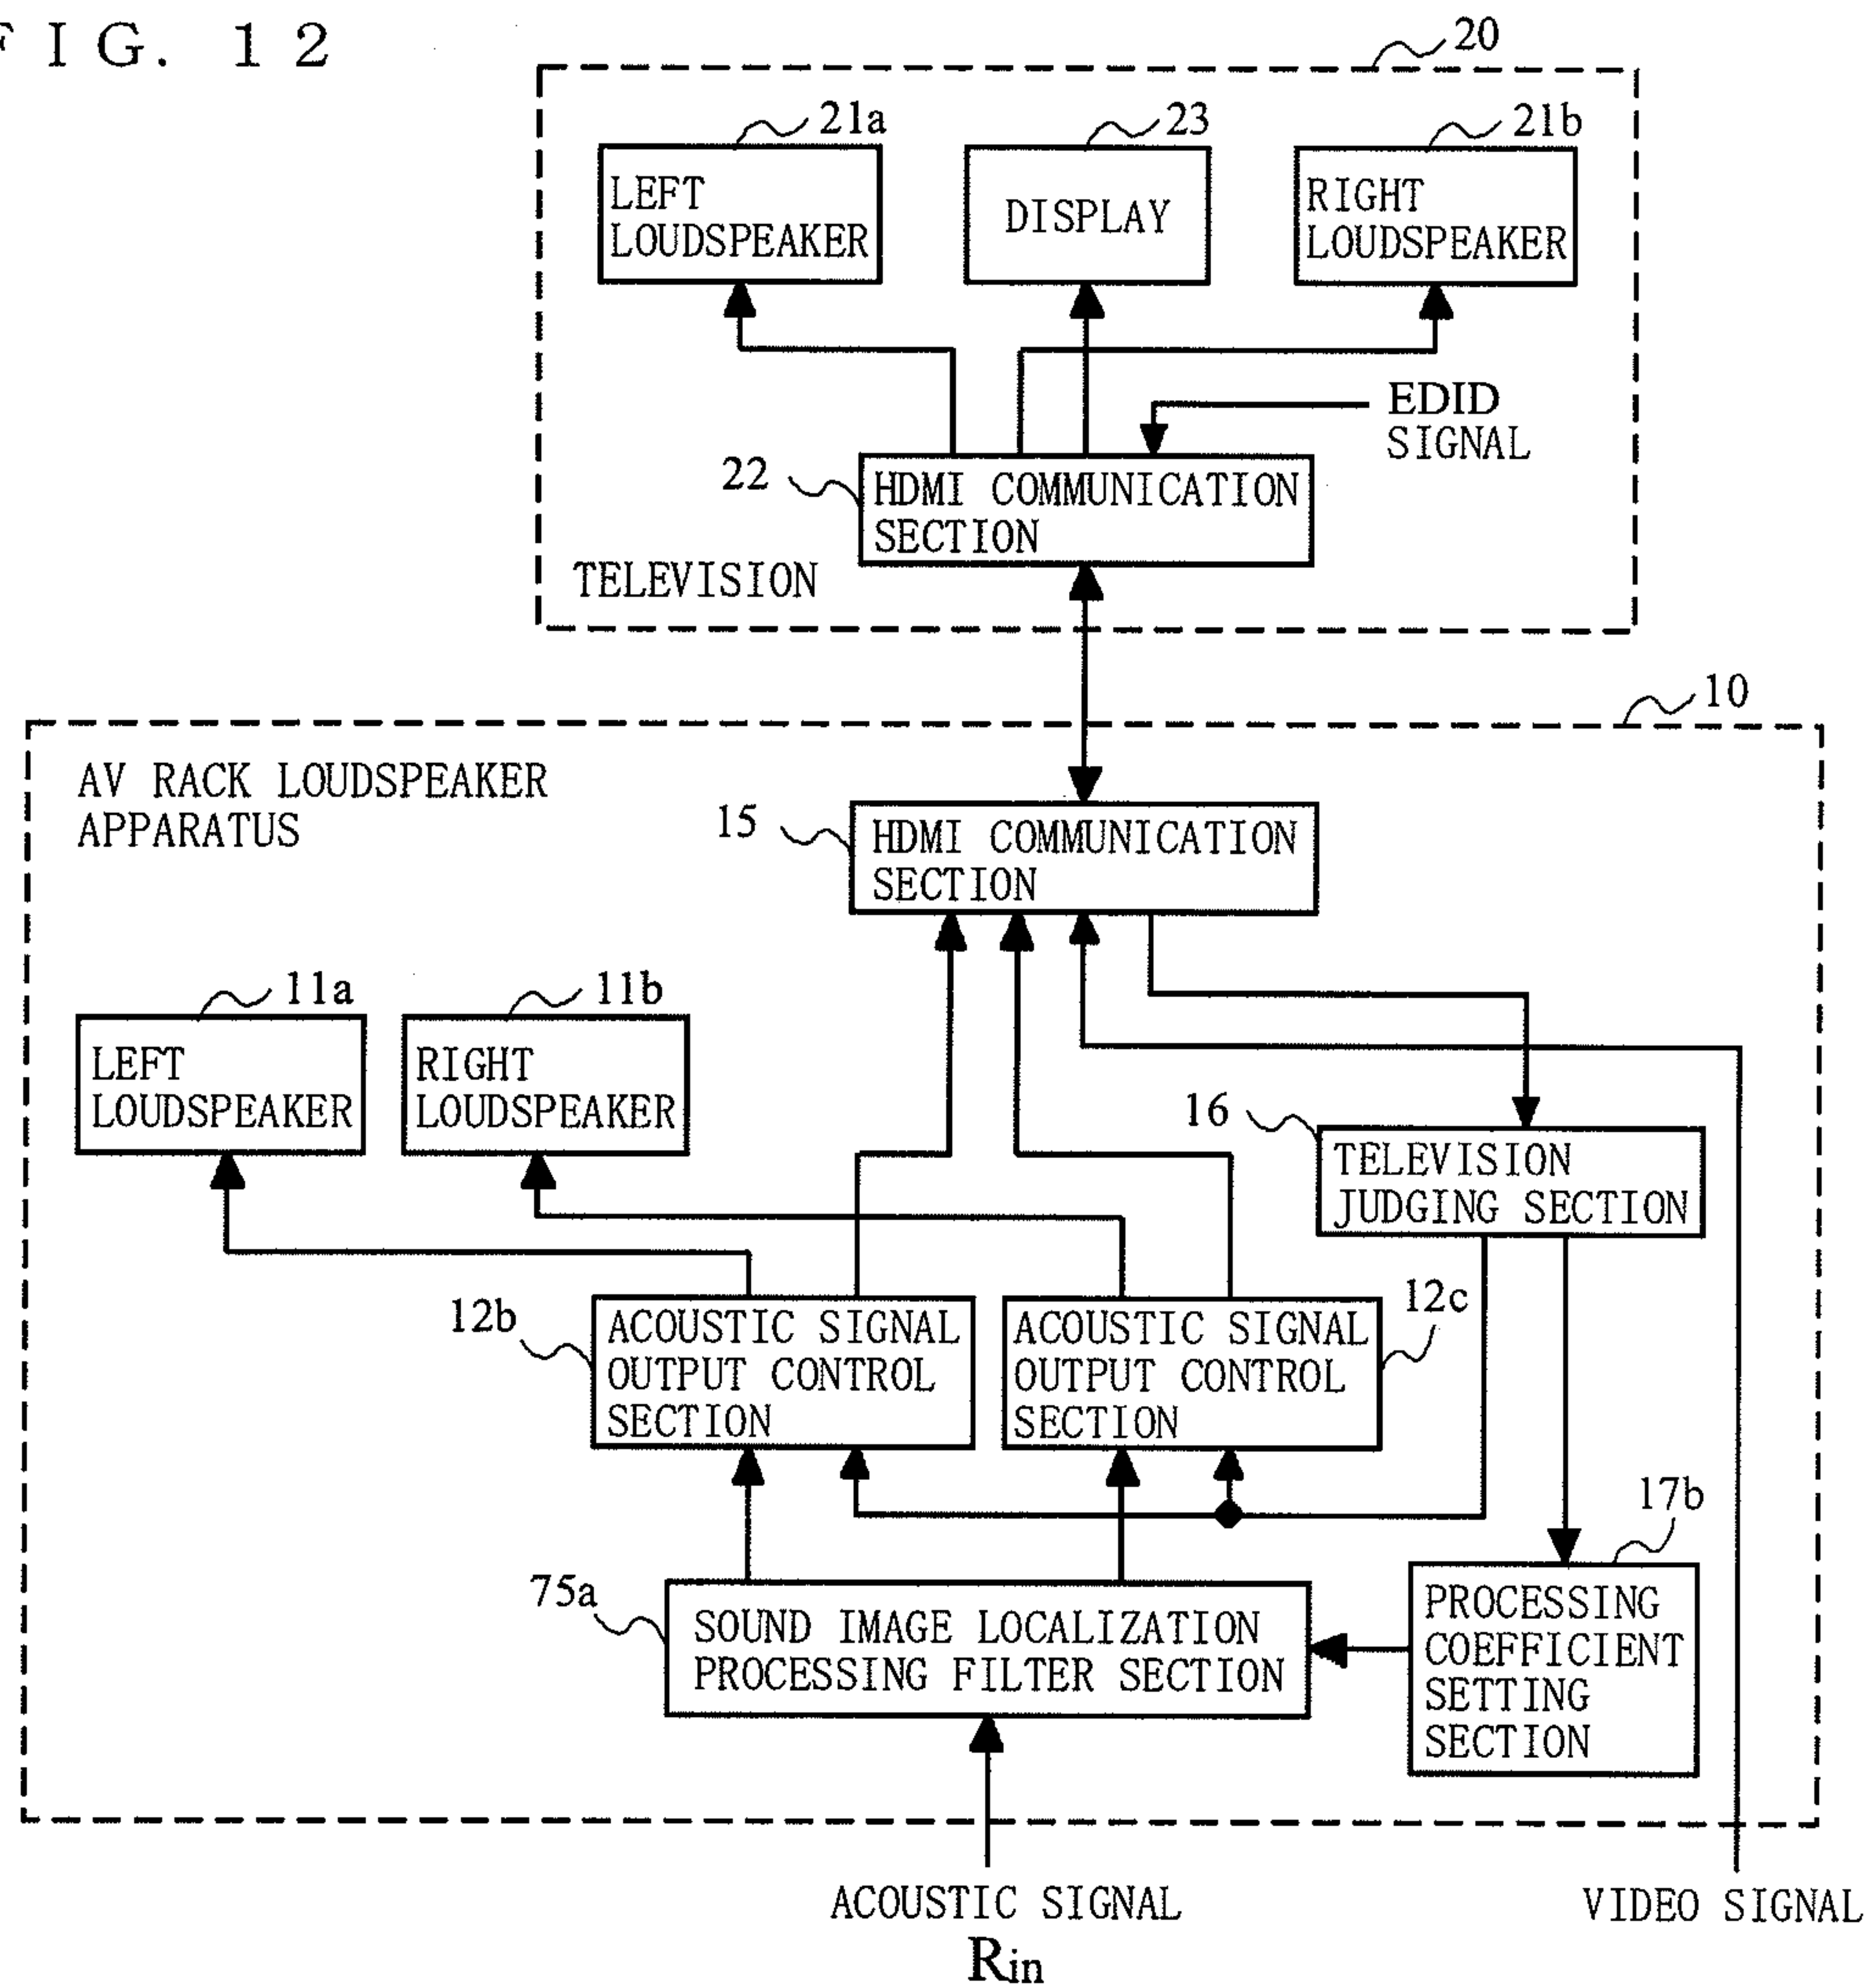 FIG. 12
20
21a
23
21b
LEFT
LOUDSPEAKER
DISPLAY
RIGHT
LOUDSPEAKER
EDID
SIGNAL
22
HDMI COMMUNICATION
SECTION
TELEVISION
10
AV RACK LOUDSPEAKER
APPARATUS
15
HDMI COMMUNICATION
SECTION
11a
11b
LEFT
LOUDSPEAKER
RIGHT
LOUDSPEAKER
16
TELEVISION
JUDGING SECTION
12b
ACOUSTIC SIGNAL
OUTPUT CONTROL
SECTION
12c
ACOUSTIC SIGNAL
OUTPUT CONTROL
SECTION
17b
75a
SOUND IMAGE LOCALIZATION
PROCESSING FILTER SECTION
PROCESSING
COEFFICIENT
SETTING
SECTION
ACOUSTIC SIGNAL
Rin
VIDEO SIGNAL